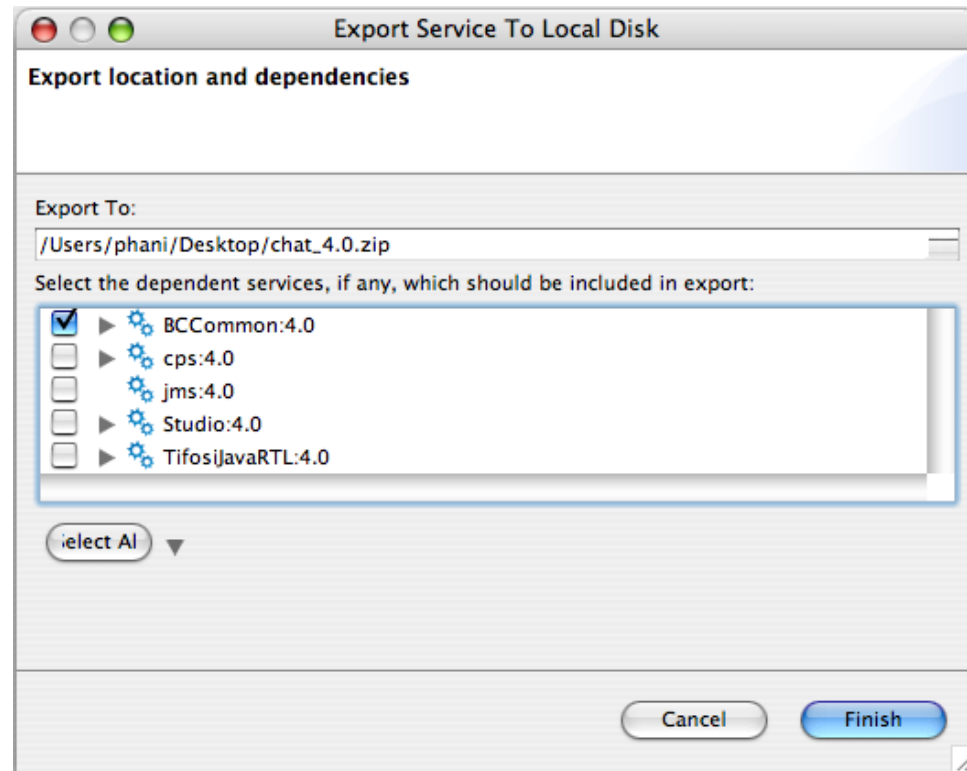 Export Service To Local Disk
Export location and dependencies
Export To:
/Users/phani/Desktop/chat_4.0.zip
Select the dependent services, if any, which should be included in export:
BCCommon:4.0
cps:4.0
jms:4.0
Studio:4.0
TifosiJavaRTL:4.0
Select Al
Cancel
Finish